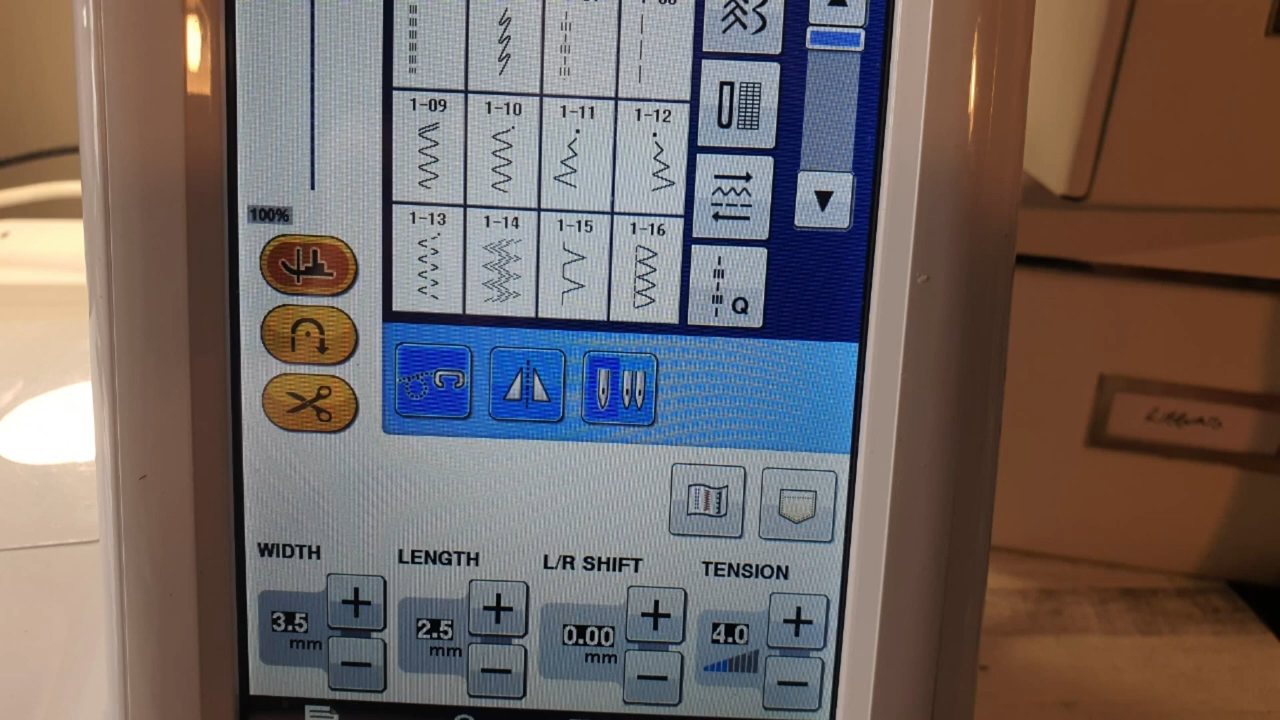 1-09 1-10 1-11 1-12
100%
1-13 1-14 1-15 1-16
Q
WIDTH LENGTH L/R SHIFT TENSION
3.5 2.5 0.00 4.0
mm mm mm